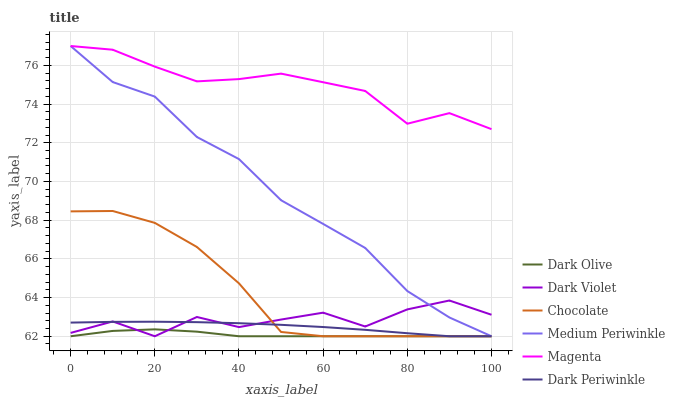 title
yaxis_label
76
74
72
70
68
66
64
62
0 20 40 60 80 100
xaxis_label
Dark Olive
Dark Violet
Chocolate
Medium Periwinkle
Magenta
Dark Periwinkle